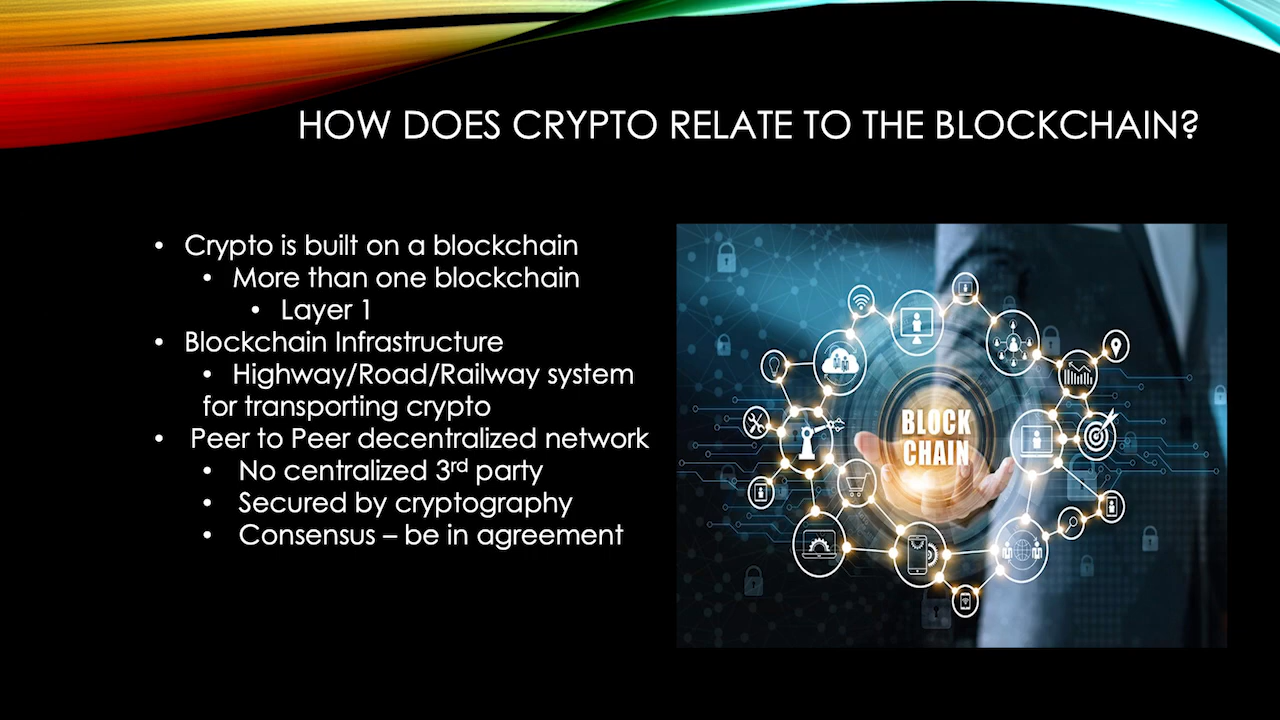 HOW DOES CRYPTO RELATE TO THE BLOCKCHAIN?
• Crypto is built on a blockchain
• More than one blockchain
• Layer 1
• Blockchain Infrastructure
• Highway/Road/Railway system
for transporting crypto
• Peer to Peer decentralized network
• No centralized 3rd party
• Secured by cryptography
• Consensus – be in agreement
BLOCK
CHAIN